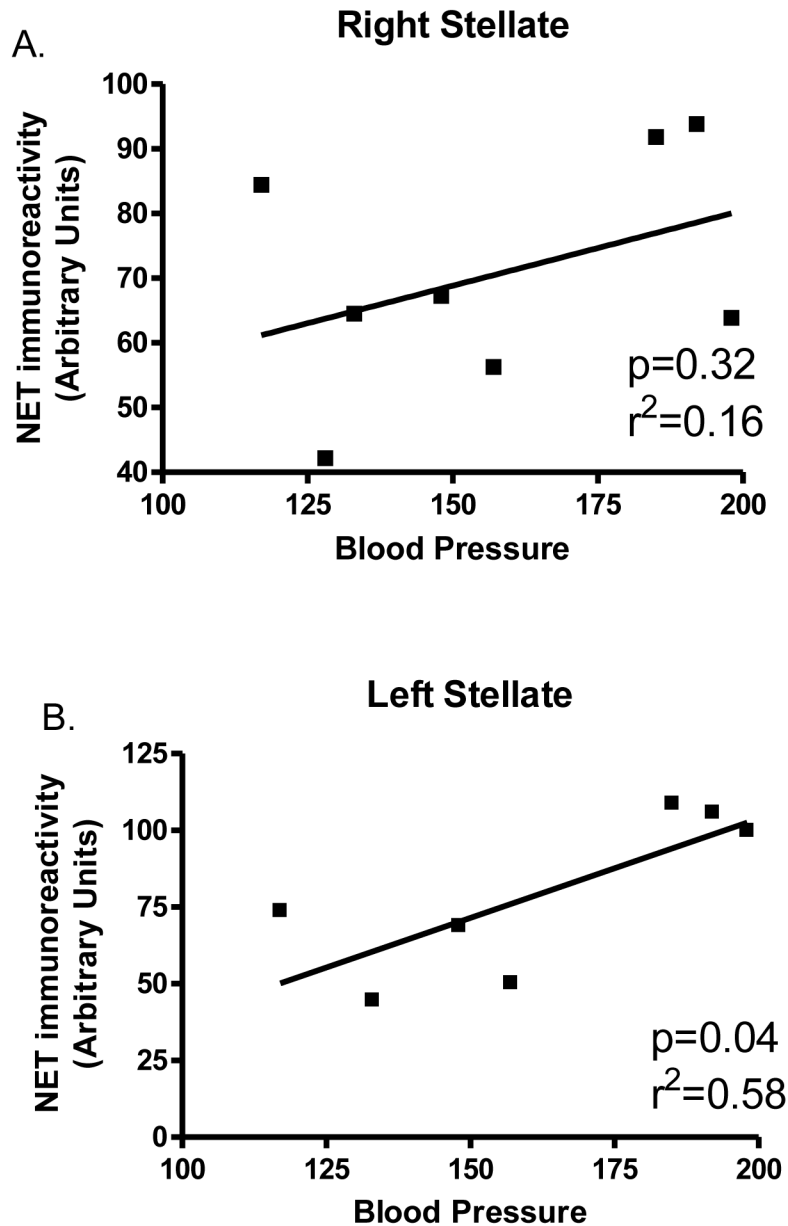 A.
Right Stellate
NET immunoreactivity
(Arbitrary Units)
100
90
80
70
60
50
40
p=0.32
r²=0.16
100 125 150 175 200
Blood Pressure
B.
Left Stellate
NET immunoreactivity
(Arbitrary Units)
125
100
75
50
25
0
p=0.04
r²=0.58
100 125 150 175 200
Blood Pressure